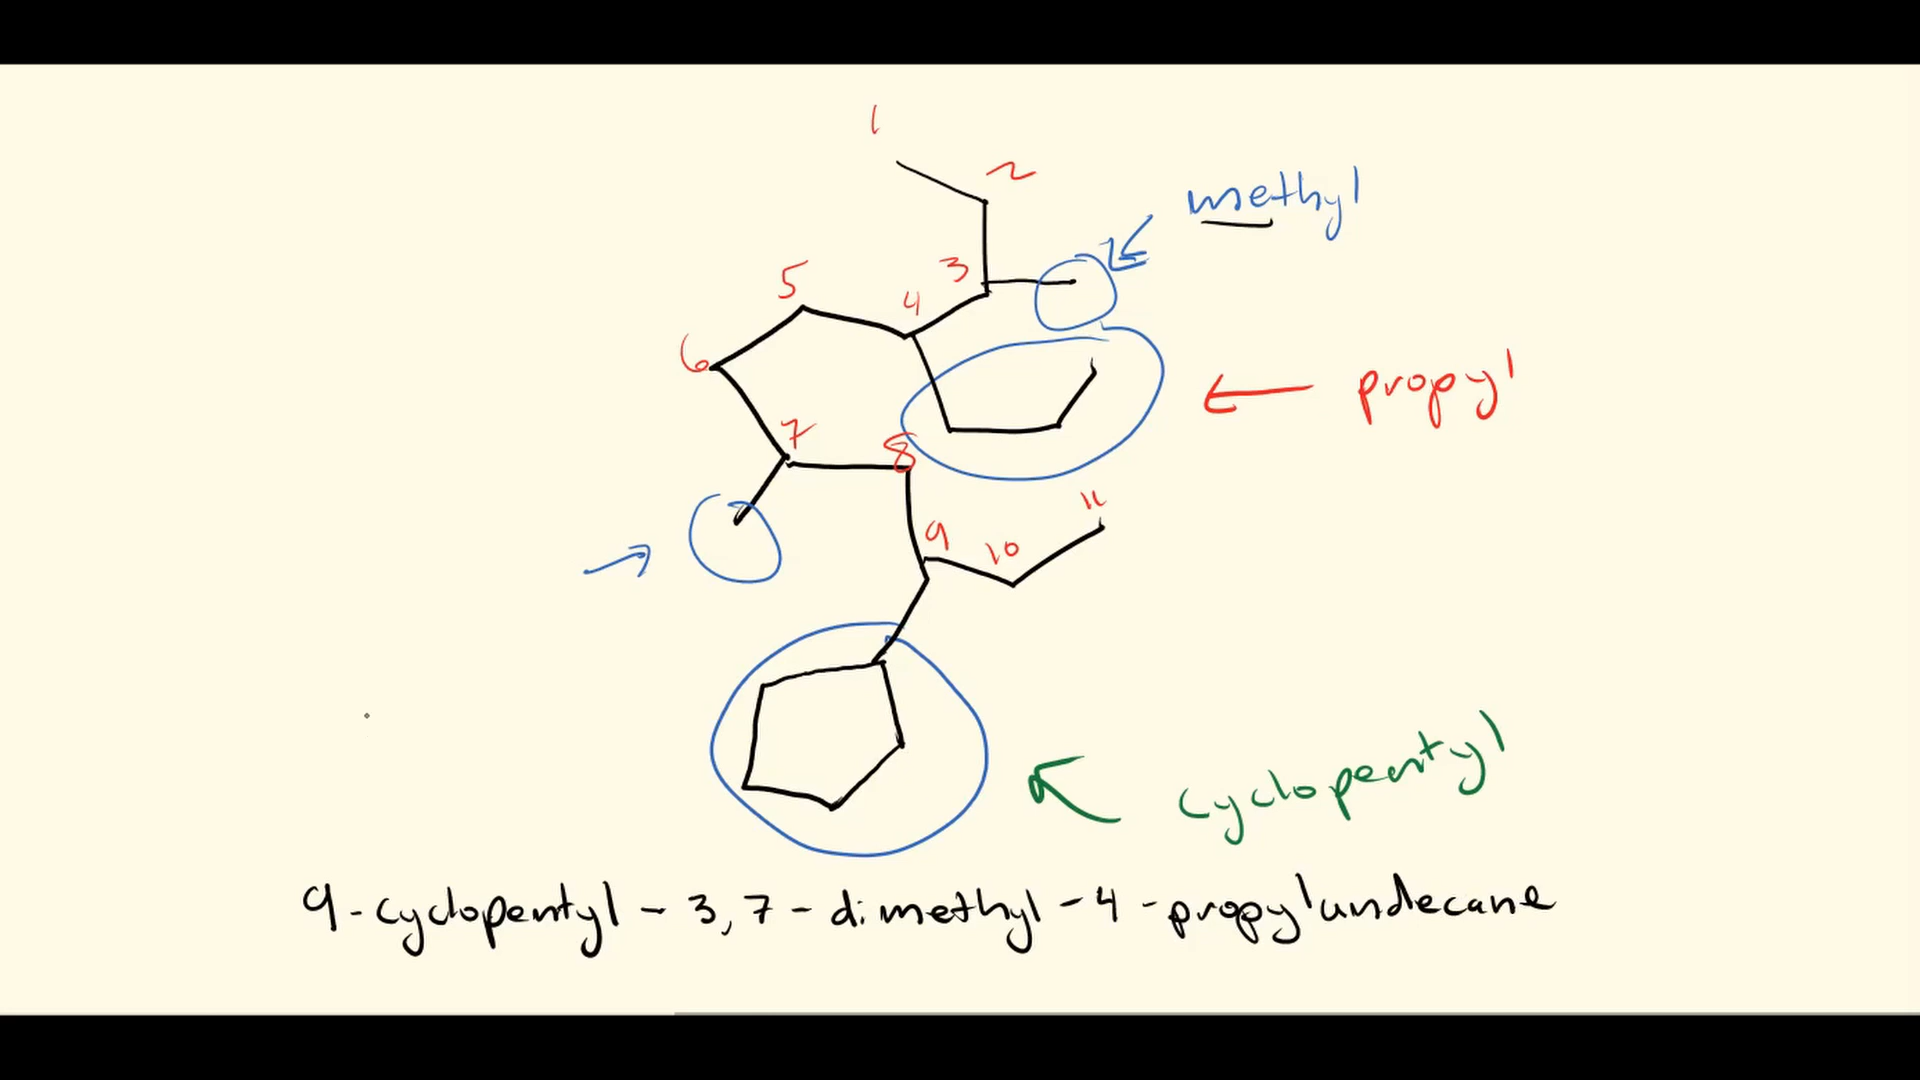 1
2
methyl
3
5
4
6
propyl
7
8
11
9
10
cyclopentyl
9-cyclopentyl-3,7-dimethyl-4-propylundecane